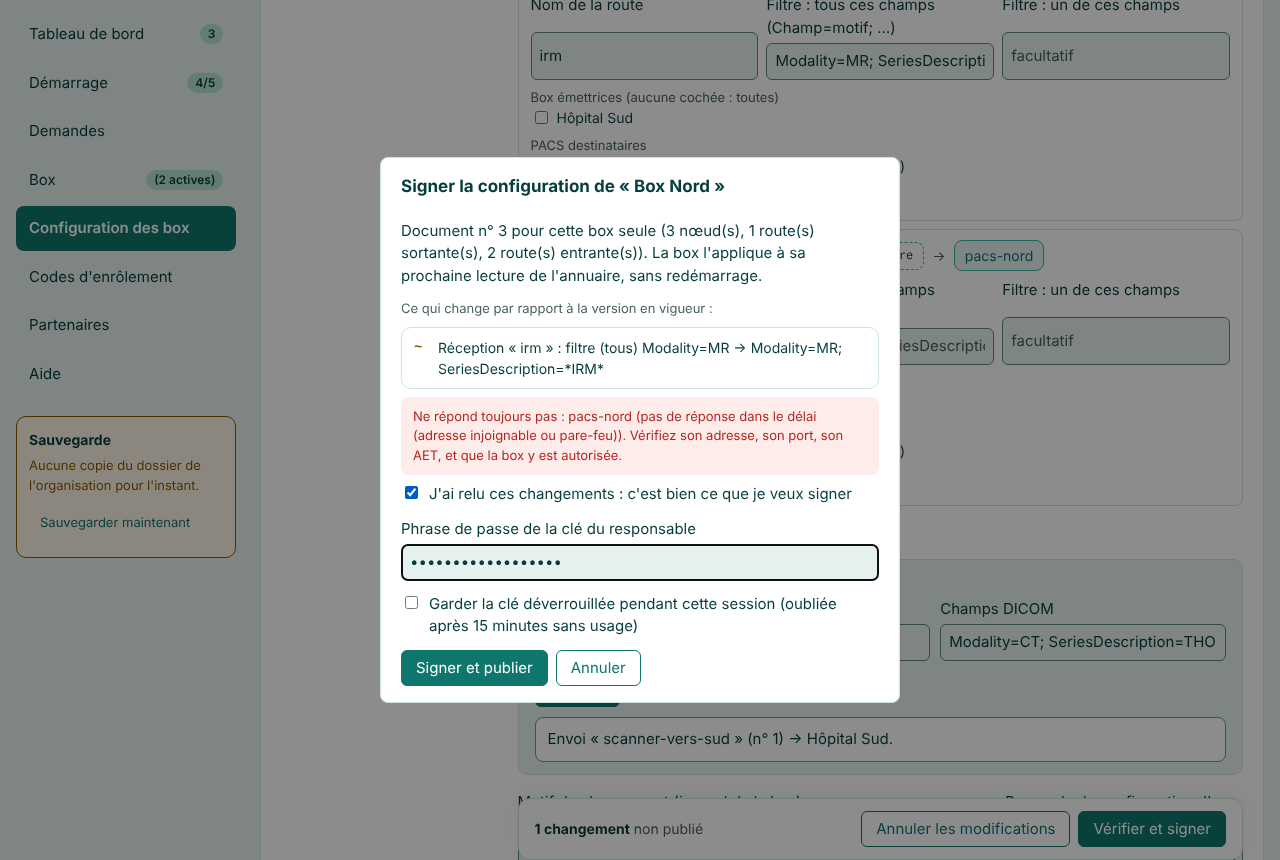 Tableau de bord
3
Démarrage
4/5
Demandes
Box
(2 actives)
Configuration des box
Codes d'enrôlement
Partenaires
Aide
Sauvegarde
Aucune copie du dossier de
l'organisation pour l'instant.
Sauvegarder maintenant
Nom de la route
Filtre : tous ces champs
(Champ=motif; ...)
Filtre : un de ces champs
irm
Modality=MR; SeriesDescripti
facultatif
Box émettrices (aucune cochée : toutes)
Hôpital Sud
PACS destinataires
)
Signer la configuration de « Box Nord »
Document n° 3 pour cette box seule (3 nœud(s), 1 route(s)
sortante(s), 2 route(s) entrante(s)). La box l'applique à sa
prochaine lecture de l'annuaire, sans redémarrage.
Ce qui change par rapport à la version en vigueur :
~ Réception « irm » : filtre (tous) Modality=MR → Modality=MR;
SeriesDescription=*IRM*
Ne répond toujours pas : pacs-nord (pas de réponse dans le délai
(adresse injoignable ou pare-feu)). Vérifiez son adresse, son port, son
AET, et que la box y est autorisée.
J'ai relu ces changements : c'est bien ce que je veux signer
Phrase de passe de la clé du responsable
••••••••••••••••••
Garder la clé déverrouillée pendant cette session (oubliée
après 15 minutes sans usage)
Signer et publier
Annuler
re → pacs-nord
amps
Filtre : un de ces champs
iesDescripti
facultatif
)
Champs DICOM
Modality=CT; SeriesDescription=THO
Envoi « scanner-vers-sud » (n° 1) → Hôpital Sud.
1 changement non publié
Annuler les modifications
Vérifier et signer